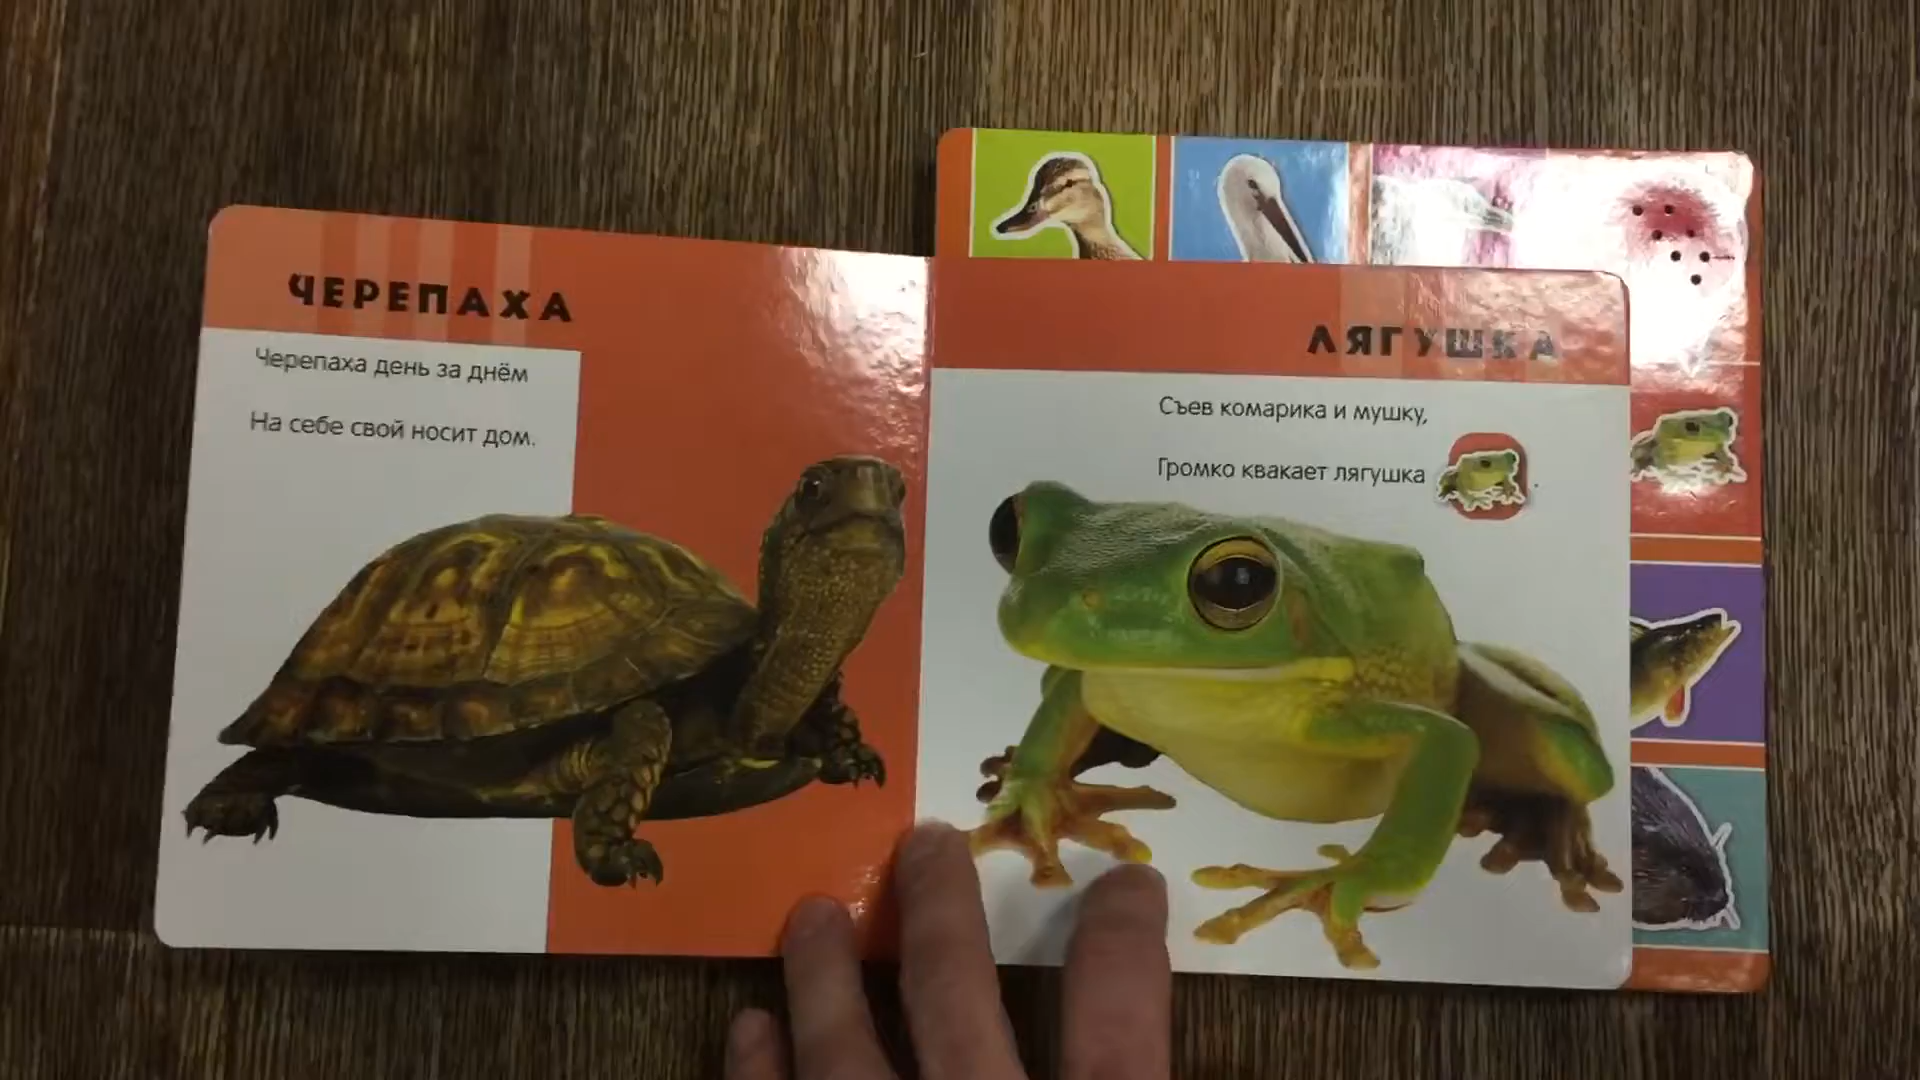 ЧЕРЕПАХА
Черепаха день за днём
На себе свой носит дом.
ЛЯГУШКА
Съев комарика и мушку,
Громко квакает лягушка .